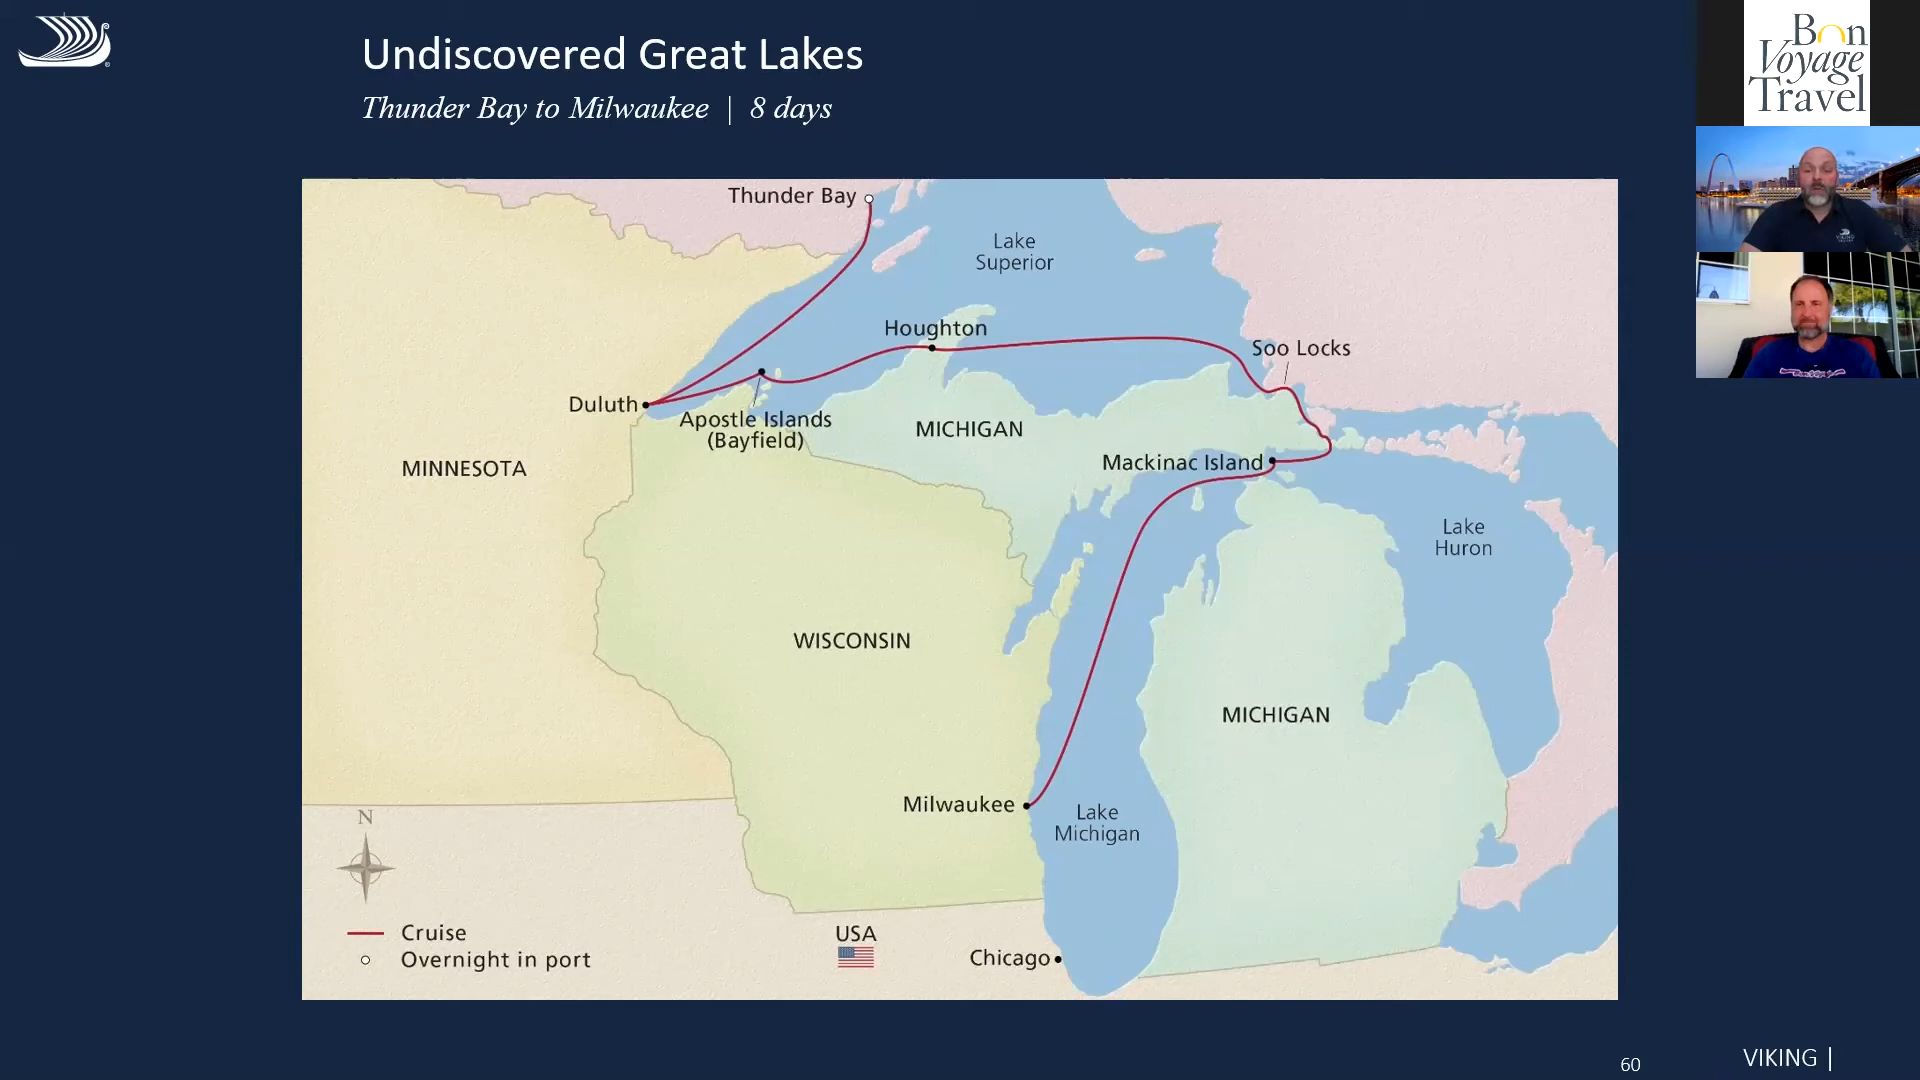 Undiscovered Great Lakes
Thunder Bay to Milwaukee | 8 days
Bon
Voyage
Travel
Thunder Bay
Lake
Superior
Houghton
Soo Locks
Duluth
Apostle Islands
(Bayfield)
MICHIGAN
Mackinac Island
MINNESOTA
Lake
Huron
WISCONSIN
MICHIGAN
Milwaukee
Lake
Michigan
N
Cruise
Overnight in port
USA
Chicago
60
VIKING |